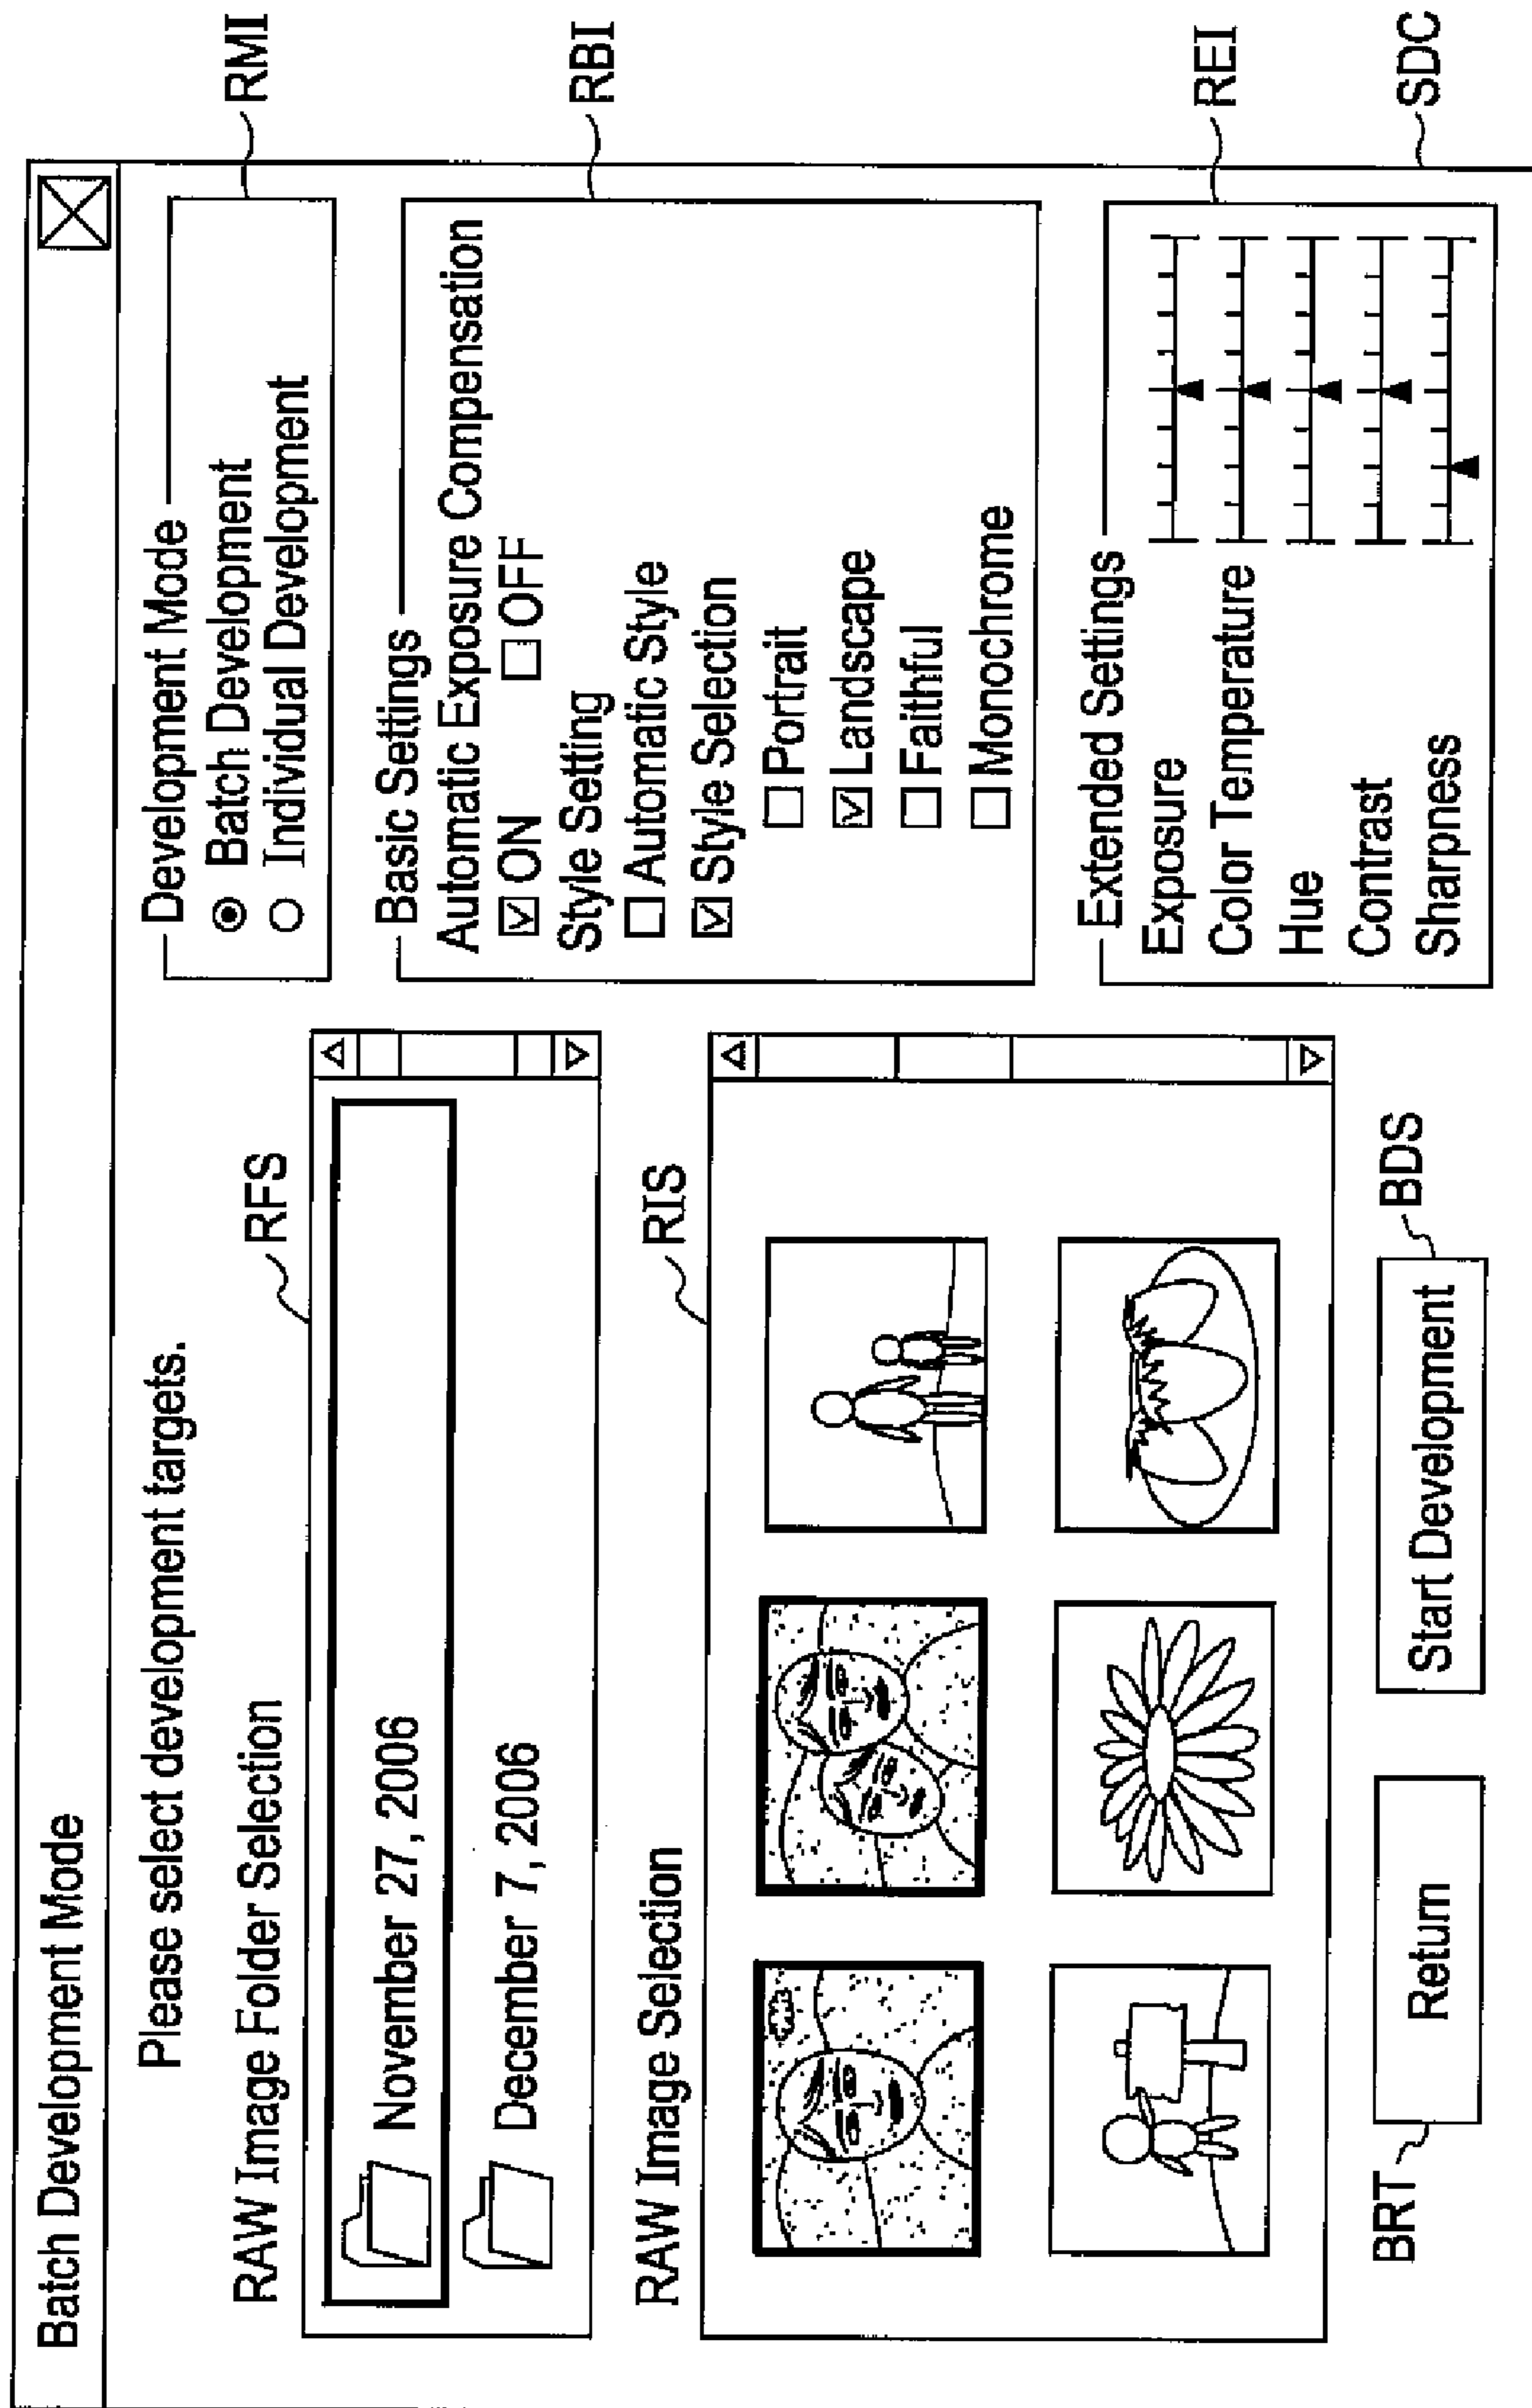 Batch Development Mode
Please select development targets.
RAW Image Folder Selection
RFS
November 27, 2006
December 7, 2006
RAW Image Selection
RIS
BRT
Return
Start Development
BDS
Development Mode
Batch Development
Individual Development
RMI
Basic Settings
Automatic Exposure Compensation
ON OFF
Style Setting
Automatic Style
Style Selection
Portrait
Landscape
Faithful
Monochrome
RBI
Extended Settings
Exposure
Color Temperature
Hue
Contrast
Sharpness
REI
SDC